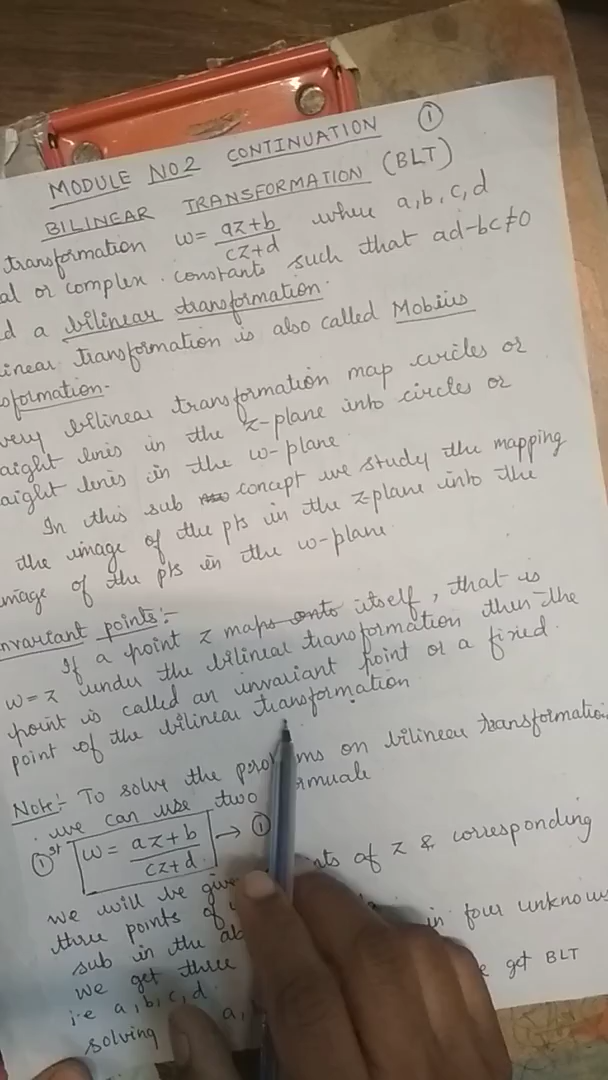 MODULE NO2 CONTINUATION ①
BILINEAR TRANSFORMATION (BLT)
transformation w = az+b / cz+d where a, b, c, d
al or complex constants such that ad-bc≠0
d a bilinear transformation.
inear transformation is also called Mobius
sformation.
very bilinear transformation map circles or
aight lines in the z-plane into circles or
aight lines in the w-plane.
In this sub concept we study the mapping
the image of the pts in the z-plane into the
image of the pts in the w-plane.
nvariant points:-
If a point z maps onto itself, that is
w=z under the bilinear transformation then the
point is called an invariant point or a fixed
point of the bilinear transformation.
Note:- To solve the pro ms on bilinear transformation
we can use two rmuale
①st w = az+b / cz+d → ①
we will be give nts of z & corresponding
three points of
sub in the ab in four unknow
we get three
i.e a, b, c, d. e get BLT
solving a,